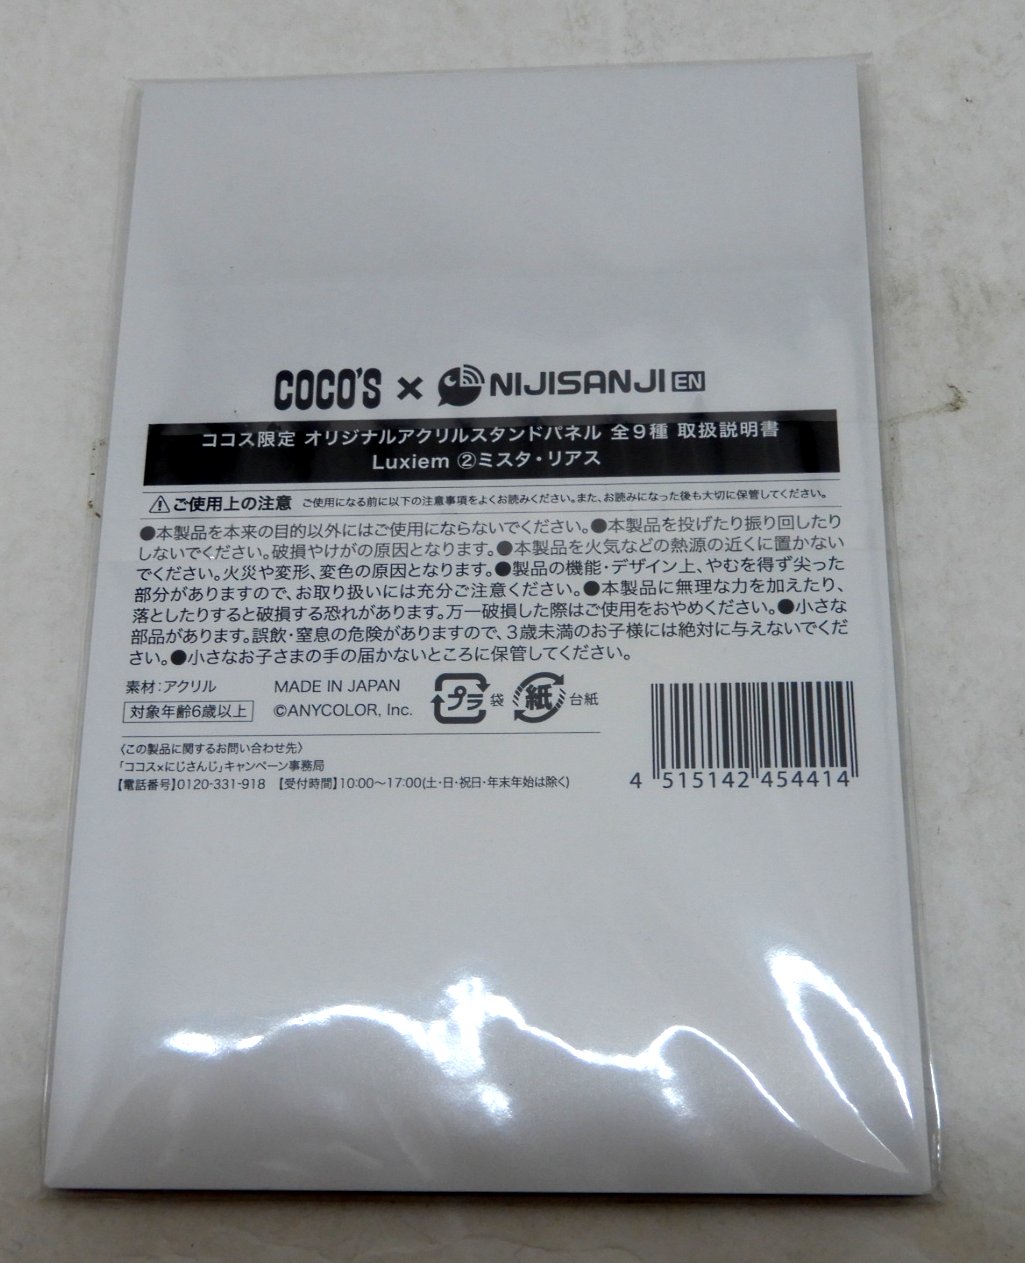 COCO'S × NIJISANJI EN
ココス限定 オリジナルアクリルスタンドパネル 全9種 取扱説明書
Luxiem ②ミスタ・リアス
ご使用上の注意 ご使用になる前に以下の注意事項をよくお読みください。また、お読みになった後も大切に保管してください。
●本製品を本来の目的以外にはご使用にならないでください。●本製品を投げたり振り回したり
しないでください。破損やけがの原因となります。●本製品を火気などの熱源の近くに置かない
でください。火災や変形、変色の原因となります。●製品の機能・デザイン上、やむを得ず尖った
部分がありますので、お取り扱いには充分ご注意ください。●本製品に無理な力を加えたり、
落としたりすると破損する恐れがあります。万一破損した際はご使用をおやめください。●小さな
部品があります。誤飲・窒息の危険がありますので、3歳未満のお子様には絶対に与えないでくだ
さい。●小さなお子さまの手の届かないところに保管してください。
素材:アクリル MADE IN JAPAN プラ 袋 紙 台紙
対象年齢6歳以上 ©ANYCOLOR, Inc.
〈この製品に関するお問い合わせ先〉
「ココス×にじさんじ」キャンペーン事務局
【電話番号】0120-331-918 【受付時間】10:00〜17:00(土・日・祝日・年末年始は除く)
4 515142 454414